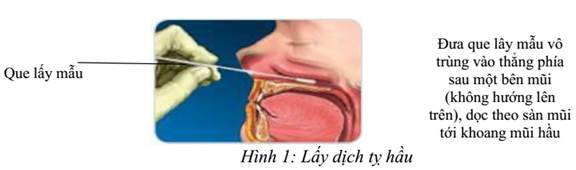 Que lấy mẫu
Đưa que lây mẫu vô
trùng vào thẳng phía
sau một bên mũi
(không hướng lên
trên), dọc theo sàn mũi
tới khoang mũi hầu
Hình 1: Lấy dịch tỵ hầu